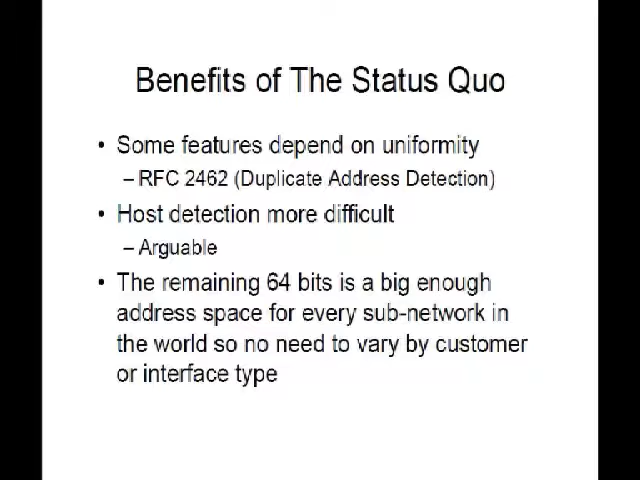 Benefits of The Status Quo
• Some features depend on uniformity
– RFC 2462 (Duplicate Address Detection)
• Host detection more difficult
– Arguable
• The remaining 64 bits is a big enough
address space for every sub-network in
the world so no need to vary by customer
or interface type